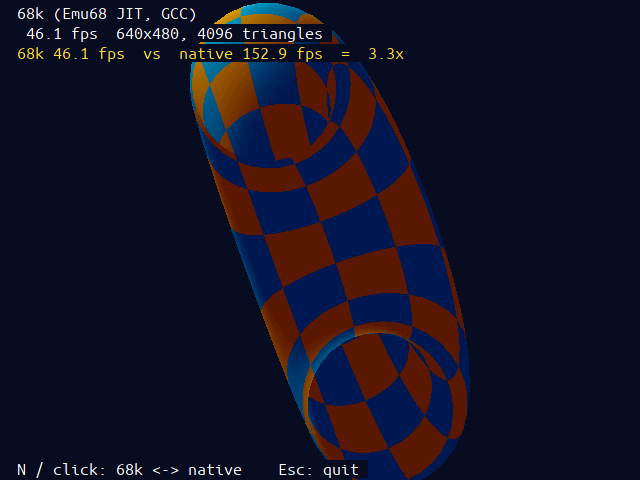 68k (Emu68 JIT, GCC)
46.1 fps  640x480, 4096 triangles
68k 46.1 fps  vs  native 152.9 fps  =  3.3x
N / click: 68k <-> native    Esc: quit